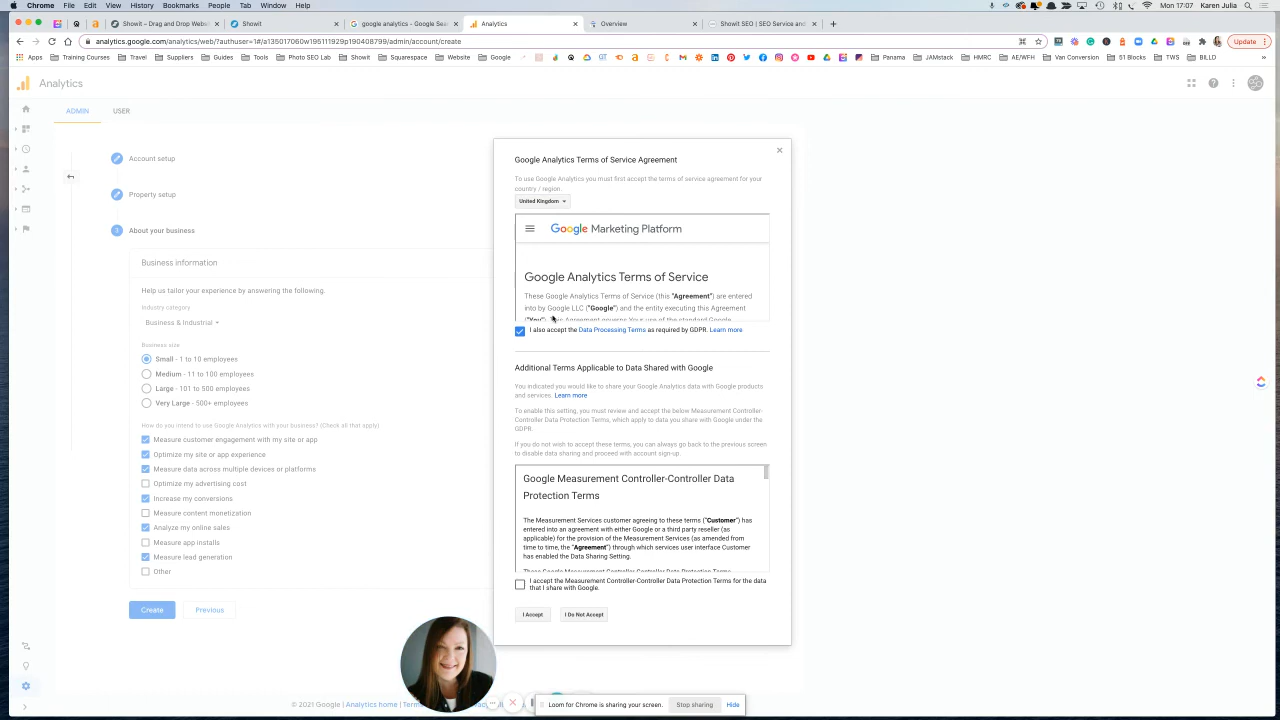 Chrome File Edit View History Bookmarks People Tab Window Help
Mon 17:07 Karen Julia
Showit – Drag and Drop Webs
Showit
google analytics – Google Sea
Analytics
Overview
Showit SEO | SEO Service and
analytics.google.com/analytics/web/?authuser=1#/a135017060w195111929p190408799/admin/account/create
Update
Apps Training Courses Travel Suppliers Guides Tools Photo SEO Lab Showit Squarespace Website Google
Panama JAMstack HMRC AE/WFH Van Conversion 51 Blocks TWS BILLD
Analytics
ADMIN USER
Account setup
Property setup
3 About your business
Business information
Help us tailor your experience by answering the following.
Industry category
Business & Industrial
Business size
Small - 1 to 10 employees
Medium - 11 to 100 employees
Large - 101 to 500 employees
Very Large - 500+ employees
How do you intend to use Google Analytics with your business? (Check all that apply)
Measure customer engagement with my site or app
Optimize my site or app experience
Measure data across multiple devices or platforms
Optimize my advertising cost
Increase my conversions
Measure content monetization
Analyze my online sales
Measure app installs
Measure lead generation
Other
Create Previous
Google Analytics Terms of Service Agreement
To use Google Analytics you must first accept the terms of service agreement for your
country / region
United Kingdom
Google Marketing Platform
Google Analytics Terms of Service
These Google Analytics Terms of Service (this "Agreement") are entered
into by Google LLC ("Google") and the entity executing this Agreement
("You"). This Agreement governs Your use of the standard Google
I also accept the Data Processing Terms as required by GDPR. Learn more
Additional Terms Applicable to Data Shared with Google
You indicated you would like to share your Google Analytics data with Google products
and services. Learn more
To enable this setting, you must review and accept the below Measurement Controller-
Controller Data Protection Terms, which apply to data you share with Google under the
GDPR.
If you do not wish to accept these terms, you can always go back to the previous screen
to disable data sharing and proceed with account sign-up.
Google Measurement Controller-Controller Data
Protection Terms
The Measurement Services customer agreeing to these terms ("Customer") has
entered into an agreement with either Google or a third party reseller (as
applicable) for the provision of the Measurement Services (as amended from
time to time, the "Agreement") through which services user interface Customer
has enabled the Data Sharing Setting.
These Google Measurement Controller-Controller Data Protection Terms
I accept the Measurement Controller-Controller Data Protection Terms for the data
that I share with Google.
I Accept I Do Not Accept
© 2021 Google | Analytics home | Terms
Loom for Chrome is sharing your screen. Stop sharing Hide